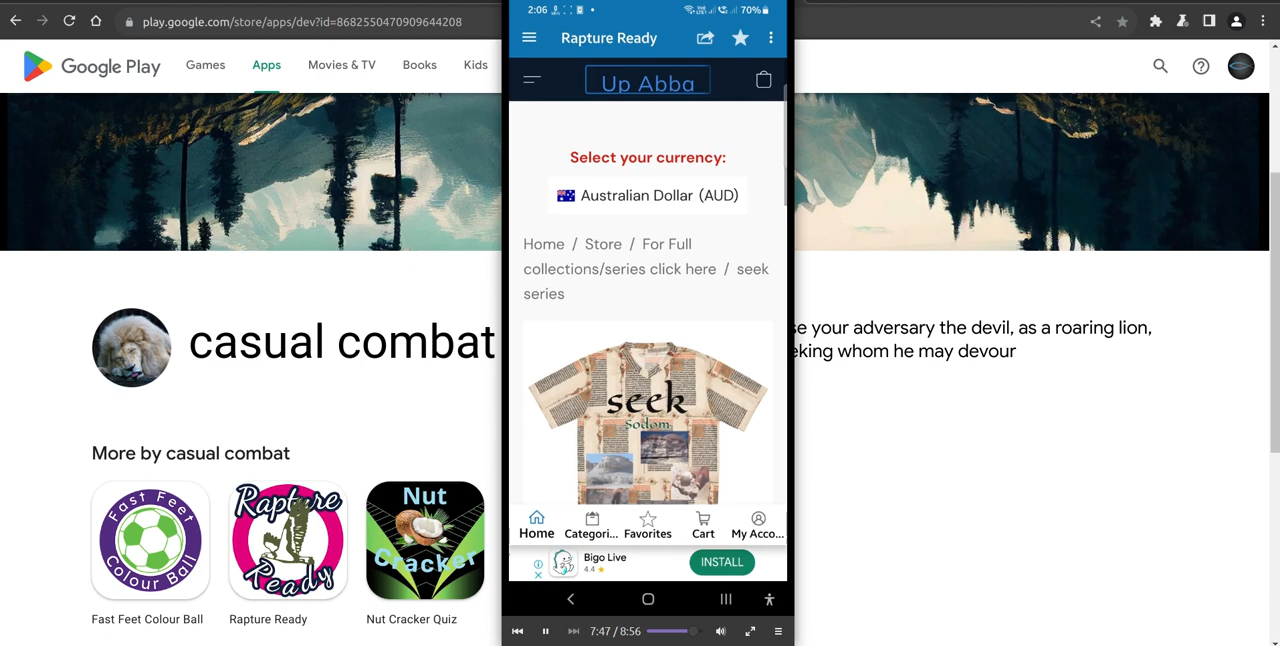 play.google.com/store/apps/dev?id=8682550470909644208
Google Play
Games
Apps
Movies & TV
Books
Kids
casual combat
se your adversary the devil, as a roaring lion,
eking whom he may devour
More by casual combat
Fast Feet
Colour Ball
Rapture
Ready
Nut
Cracker
Fast Feet Colour Ball
Rapture Ready
Nut Cracker Quiz
2:06
70%
Rapture Ready
Up Abba
Select your currency:
Australian Dollar (AUD)
Home / Store / For Full
collections/series click here / seek
series
seek
Sodom
Home
Categori...
Favorites
Cart
My Acco...
Bigo Live
4.4
INSTALL
7:47 / 8:56